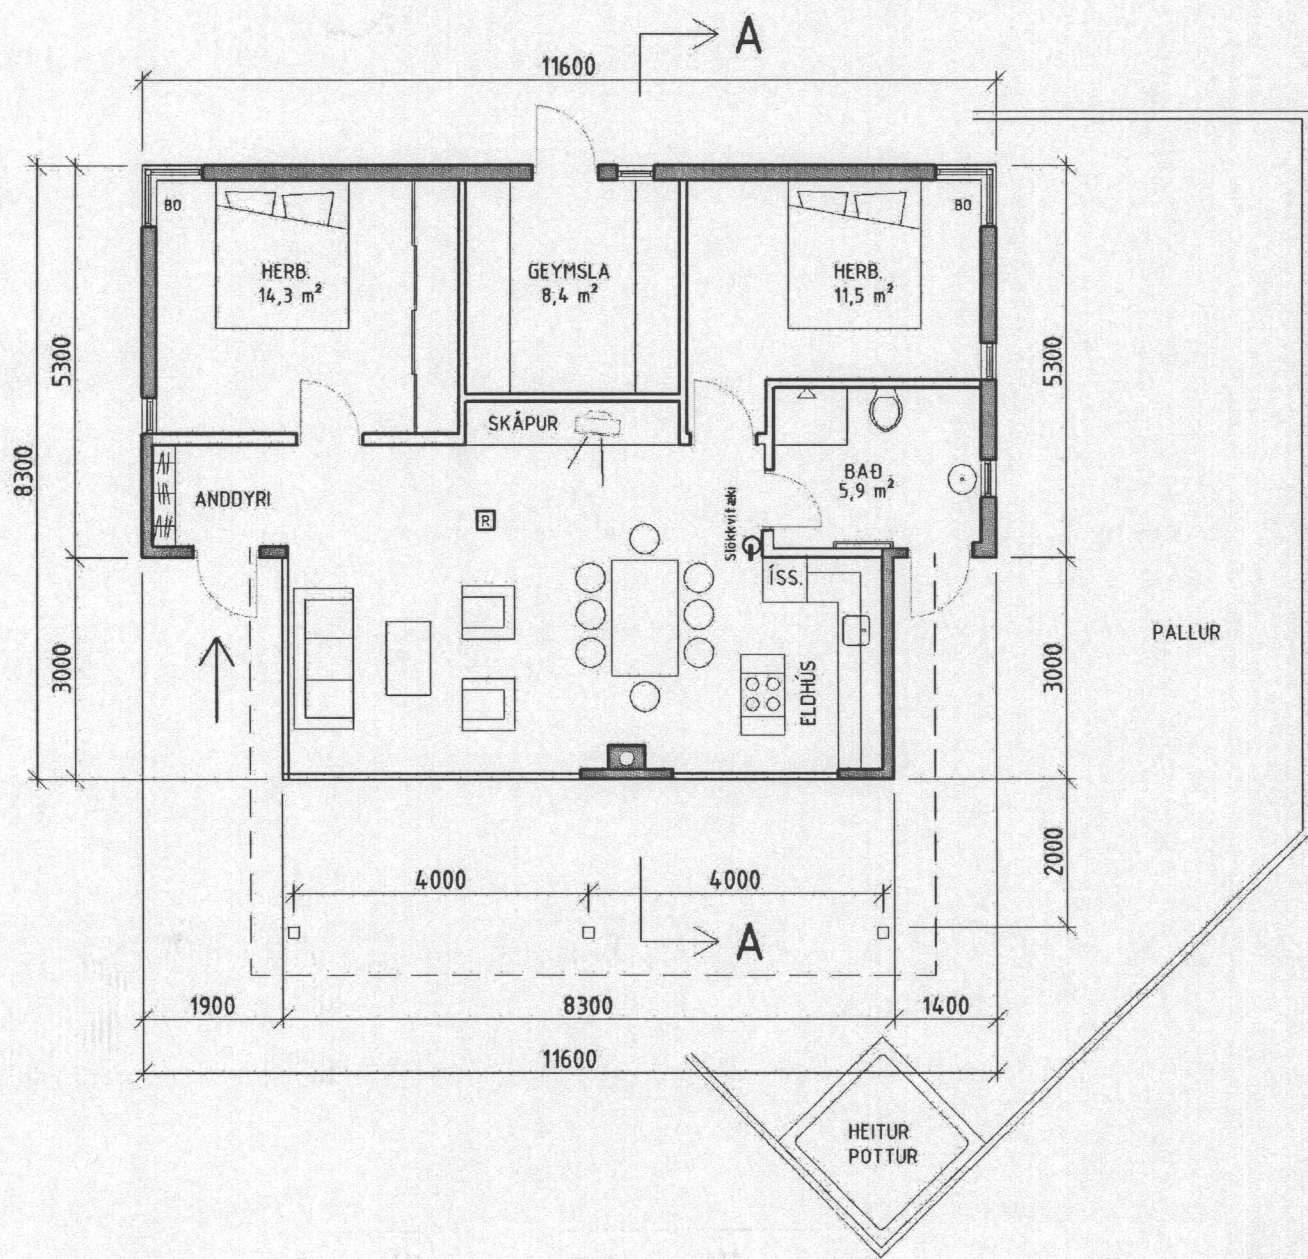 A
11600
BO
BO
HERB.
14,3 m²
GEYMSLA
8,4 m²
HERB.
11,5 m²
5300
5300
8300
SKÁPUR
BAÐ
5,9 m²
ANDDYRI
R
Slökkvitæki
ÍSS.
3000
3000
PALLUR
ELDHÚS
2000
4000
4000
A
1900
8300
1400
11600
HEITUR
POTTUR